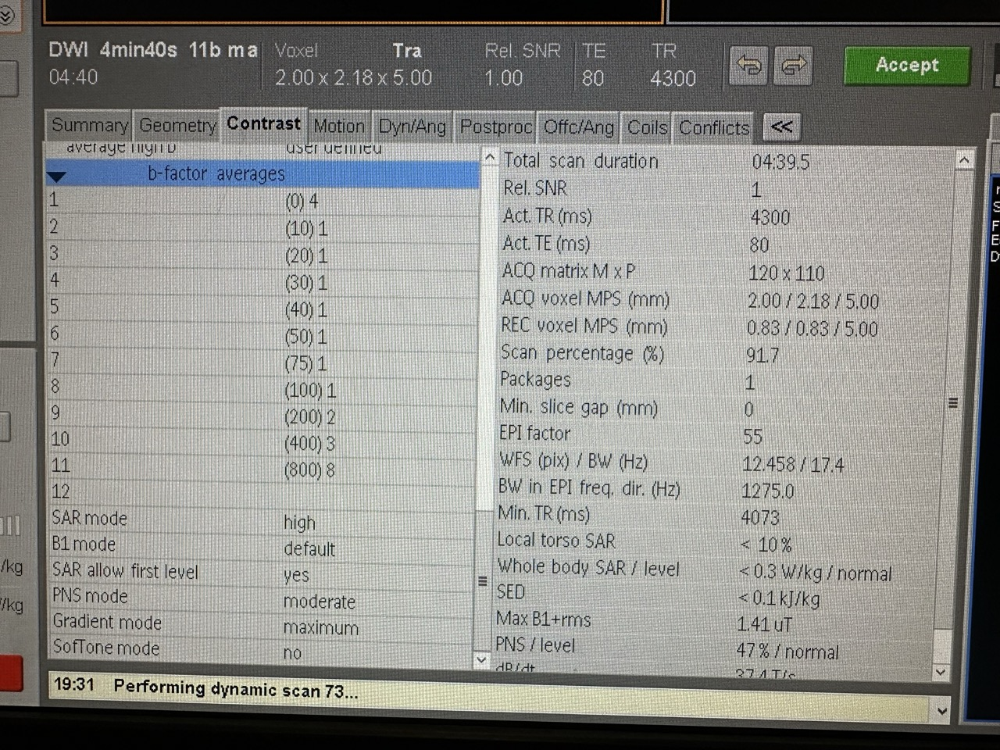 DWI 4min40s 11b ma
04:40
Voxel Tra
2.00 x 2.18 x 5.00
Rel. SNR
1.00
TE
80
TR
4300
Accept
Summary Geometry Contrast Motion Dyn/Ang Postproc Offc/Ang Coils Conflicts <<
average high b user defined
b-factor averages
1 (0) 4
2 (10) 1
3 (20) 1
4 (30) 1
5 (40) 1
6 (50) 1
7 (75) 1
8 (100) 1
9 (200) 2
10 (400) 3
11 (800) 8
12
SAR mode high
B1 mode default
SAR allow first level yes
PNS mode moderate
Gradient mode maximum
SofTone mode no
Total scan duration 04:39.5
Rel. SNR 1
Act. TR (ms) 4300
Act. TE (ms) 80
ACQ matrix M x P 120 x 110
ACQ voxel MPS (mm) 2.00 / 2.18 / 5.00
REC voxel MPS (mm) 0.83 / 0.83 / 5.00
Scan percentage (%) 91.7
Packages 1
Min. slice gap (mm) 0
EPI factor 55
WFS (pix) / BW (Hz) 12.458 / 17.4
BW in EPI freq. dir. (Hz) 1275.0
Min. TR (ms) 4073
Local torso SAR < 10 %
Whole body SAR / level < 0.3 W/kg / normal
SED < 0.1 kJ/kg
Max B1+rms 1.41 uT
PNS / level 47 % / normal
dB/dt 37.4 T/s
/kg
/kg
19:31 Performing dynamic scan 73...